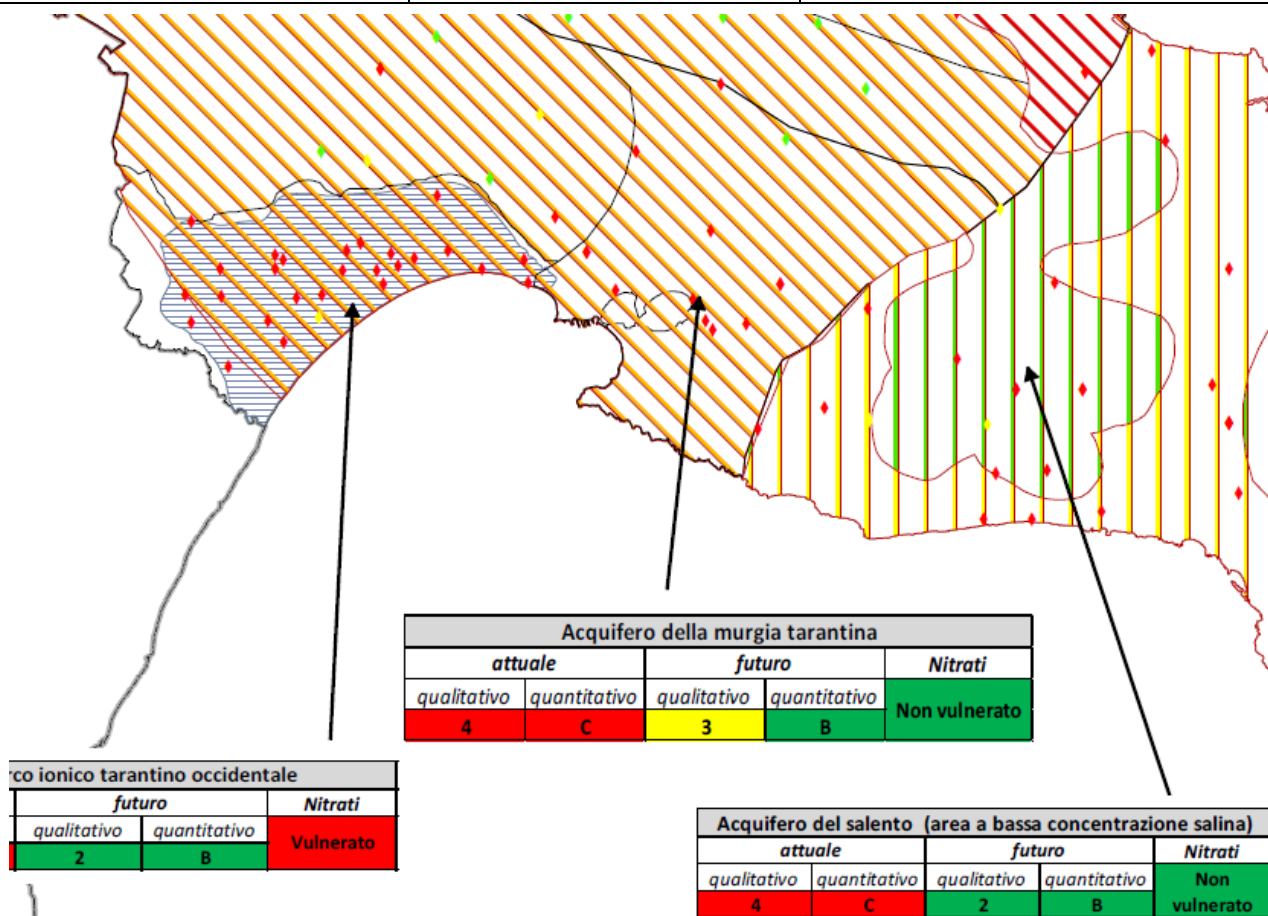 Acquifero della murgia tarantina
attuale futuro Nitrati
qualitativo quantitativo qualitativo quantitativo Non vulnerato
4 C 3 B
rco ionico tarantino occidentale
futuro Nitrati
qualitativo quantitativo Vulnerato
2 B
Acquifero del salento (area a bassa concentrazione salina)
attuale futuro Nitrati
qualitativo quantitativo qualitativo quantitativo Non
4 C 2 B vulnerato